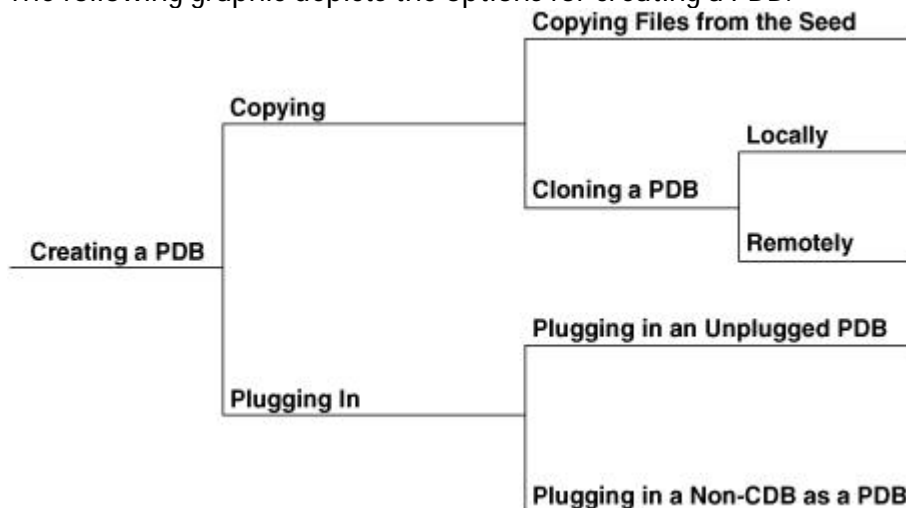 The following graphic depicts the options for creating a PDB.
Copying Files from the Seed
Copying
Locally
Cloning a PDB
Creating a PDB
Remotely
Plugging in an Unplugged PDB
Plugging In
Plugging in a Non-CDB as a PDB